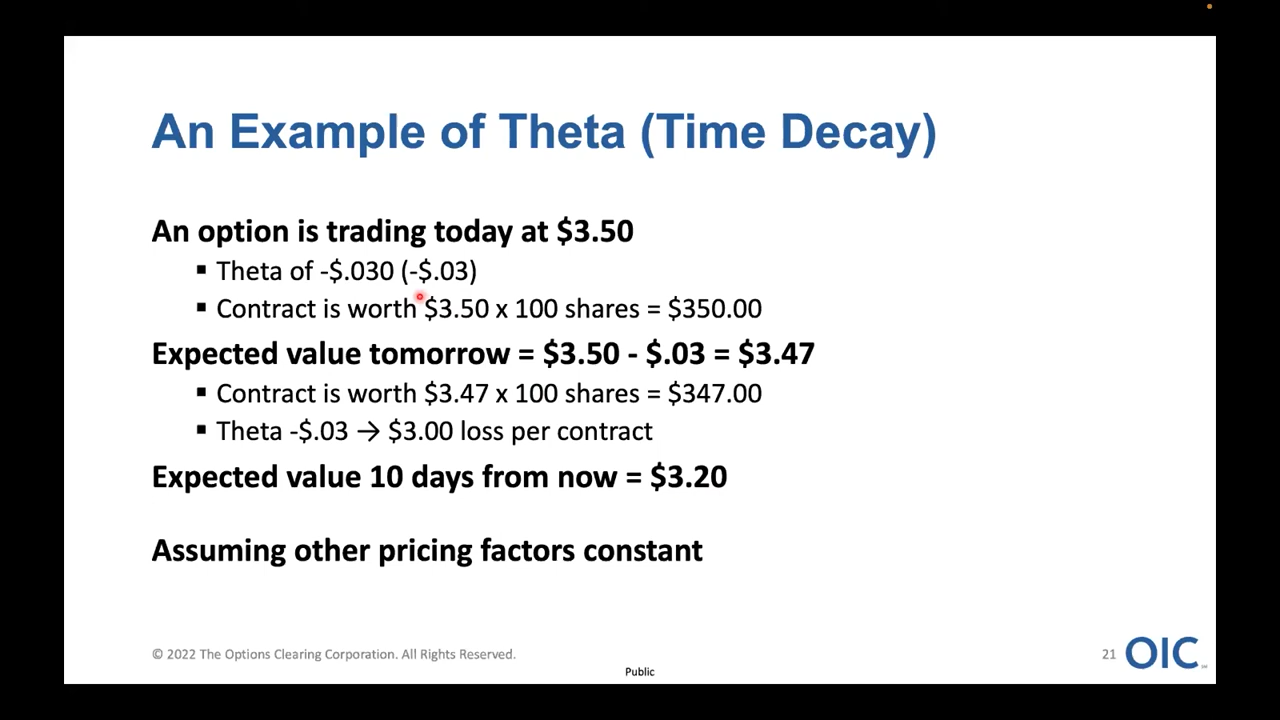 An Example of Theta (Time Decay)
An option is trading today at $3.50
▪ Theta of -$.030 (-$.03)
▪ Contract is worth $3.50 x 100 shares = $350.00
Expected value tomorrow = $3.50 - $.03 = $3.47
▪ Contract is worth $3.47 x 100 shares = $347.00
▪ Theta -$.03 → $3.00 loss per contract
Expected value 10 days from now = $3.20
Assuming other pricing factors constant
© 2022 The Options Clearing Corporation. All Rights Reserved.
21 OIC
Public